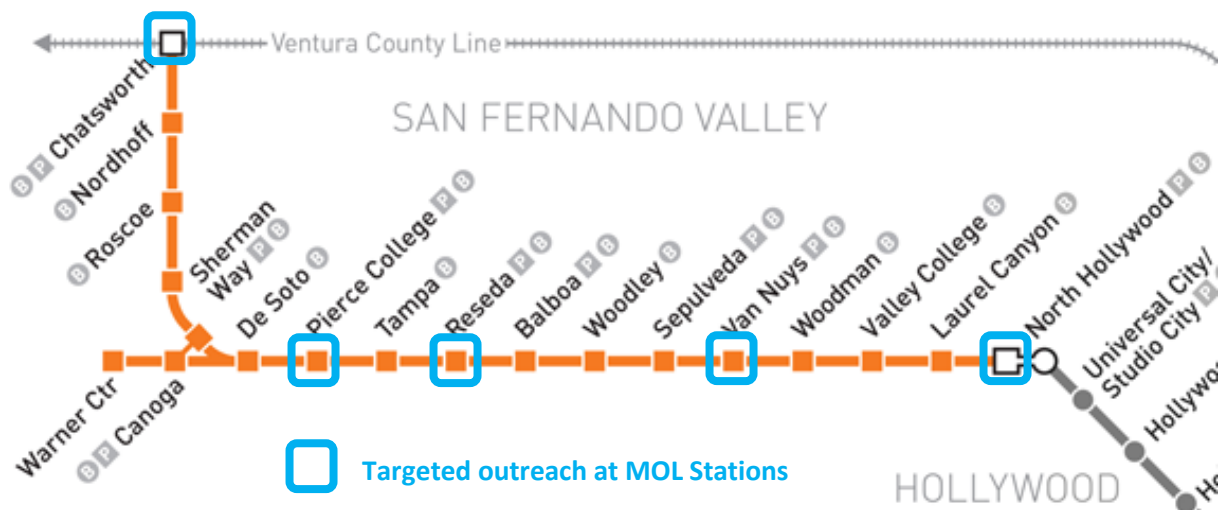 Ventura County Line
SAN FERNANDO VALLEY
B P Chatsworth
B Nordhoff
B Roscoe
Sherman
Way P B
De Soto B
Pierce College P B
Tampa B
Reseda P B
Balboa P B
Woodley B
Sepulveda P B
Van Nuys P B
Woodman B
Valley College B
Laurel Canyon B
North Hollywood P B
Universal City/
Studio City P
Warner Ctr
B P Canoga
Targeted outreach at MOL Stations
HOLLYWOOD